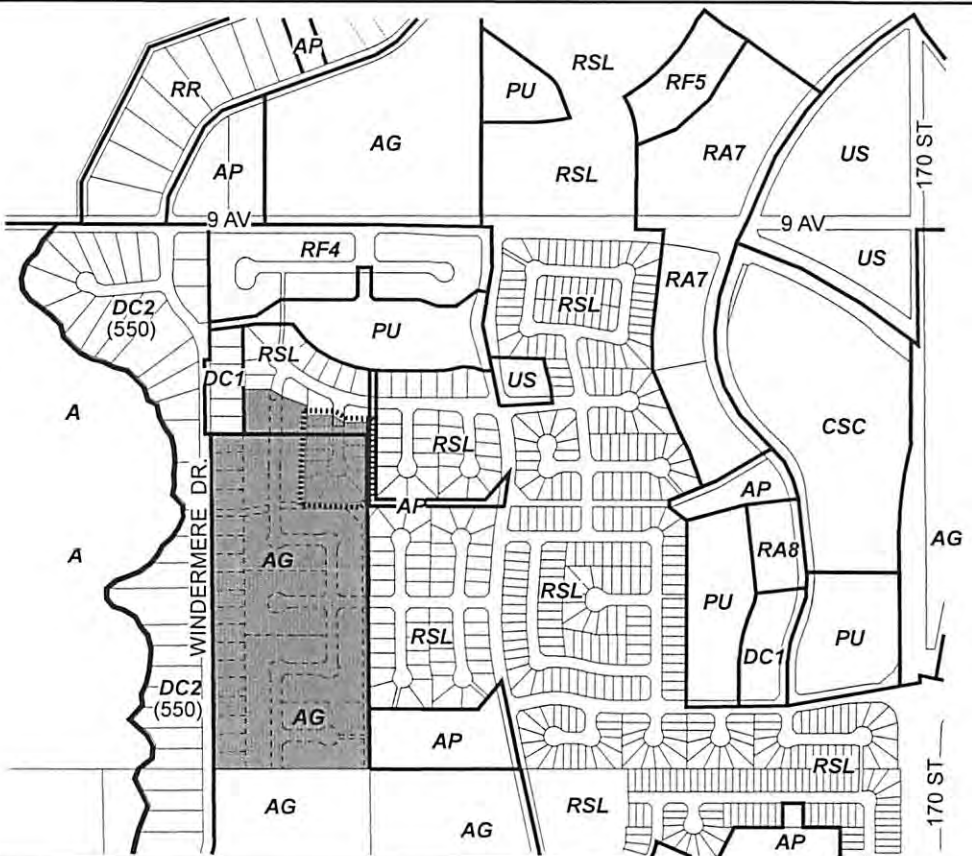 AP
RSL
RR
PU
RF5
AG
RA7
US
170 ST
AP
RSL
9 AV
9 AV
RF4
US
DC2
(550)
RSL
RA7
PU
RSL
DC1
US
A
CSC
RSL
AP
AP
WINDERMERE DR.
A
AG
RA8
AG
RSL
PU
RSL
DC1
PU
DC2
(550)
AG
AP
RSL
170 ST
AG
RSL
AG
AP